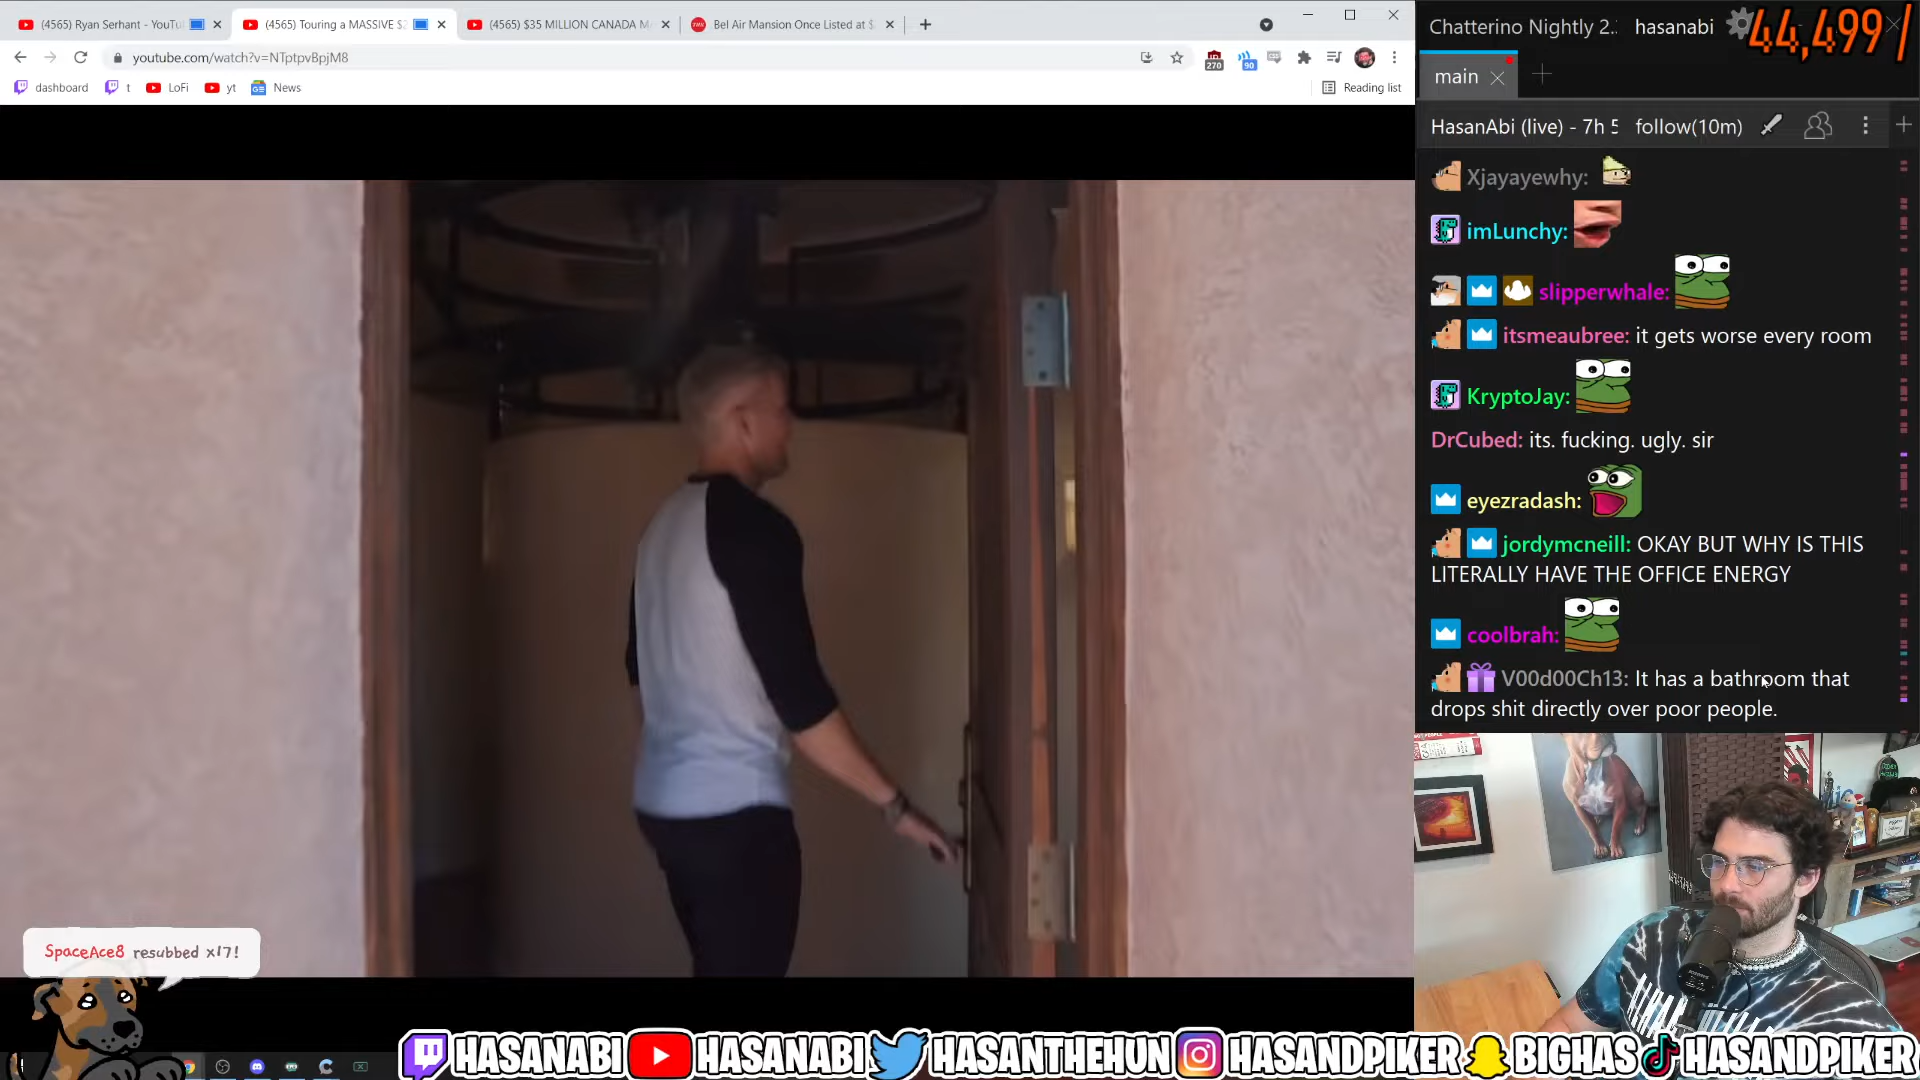 (4565) Ryan Serhant - YouTu
(4565) Touring a MASSIVE $2
(4565) $35 MILLION CANADA M
Bel Air Mansion Once Listed at $
youtube.com/watch?v=NTptpvBpjM8
270
90
dashboard
t
LoFi
yt
News
Reading list
Chatterino Nightly 2.
hasanabi
44,499/
main
HasanAbi (live) - 7h 5
follow(10m)
Xjayayewhy:
imLunchy:
slipperwhale:
itsmeaubree: it gets worse every room
KryptoJay:
DrCubed: its. fucking. ugly. sir
eyezradash:
jordymcneill: OKAY BUT WHY IS THIS
LITERALLY HAVE THE OFFICE ENERGY
coolbrah:
V00d00Ch13: It has a bathroom that
drops shit directly over poor people.
SpaceAce8 resubbed x17!
HASANABI
HASANABI
HASANTHEHUN
HASANDPIKER
BIGHAS
HASANDPIKER